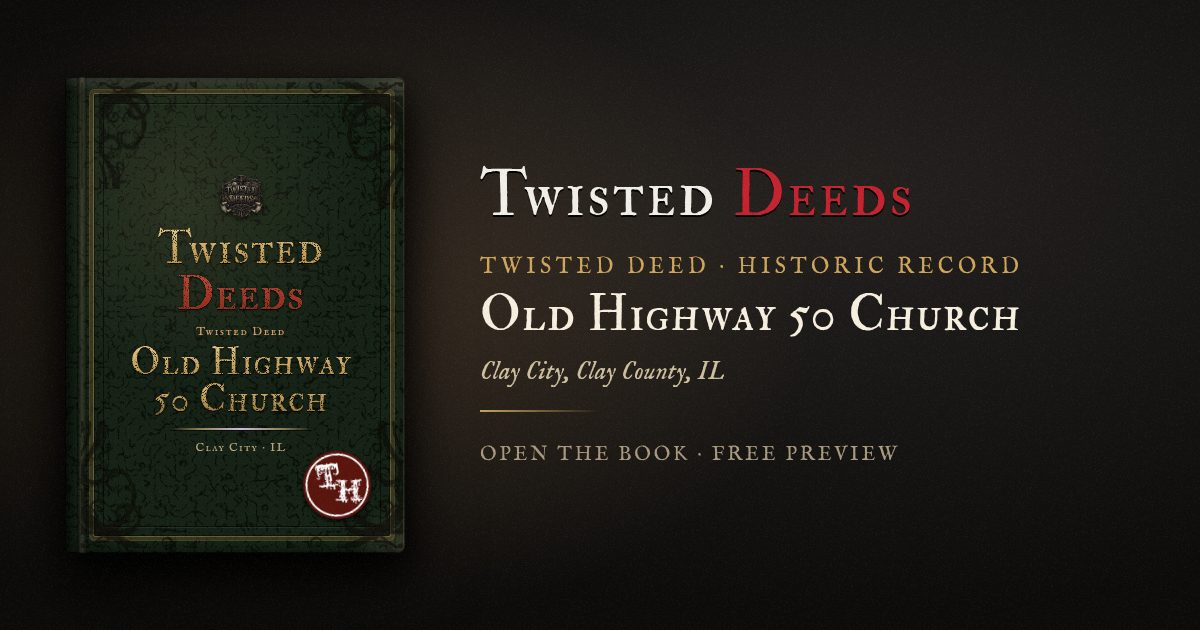 Twisted
Deeds
Twisted Deed
Old Highway
50 Church
Clay City · IL
TH
Twisted Deeds
TWISTED DEED · HISTORIC RECORD
Old Highway 50 Church
Clay City, Clay County, IL
OPEN THE BOOK · FREE PREVIEW